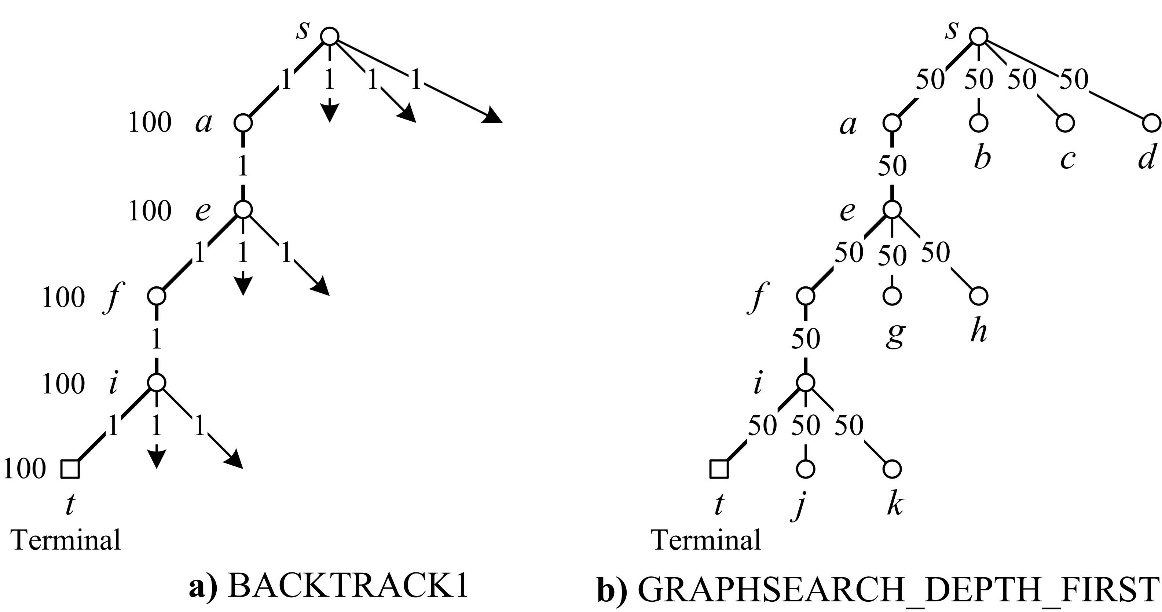 s
1 1 1 1
100 a
1
100 e
1 1 1
100 f
1
100 i
1 1 1
100
t
Terminal
a) BACKTRACK1
s
50 50 50 50
a
b c d
50
e
50 50 50
f
g h
50
i
50 50 50
t j k
Terminal
b) GRAPHSEARCH_DEPTH_FIRST